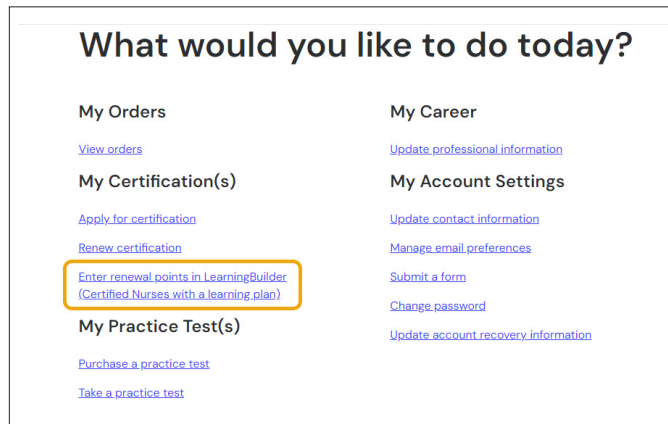 What would you like to do today?
My Orders
View orders
My Certification(s)
Apply for certification
Renew certification
Enter renewal points in LearningBuilder
(Certified Nurses with a learning plan)
My Practice Test(s)
Purchase a practice test
Take a practice test
My Career
Update professional information
My Account Settings
Update contact information
Manage email preferences
Submit a form
Change password
Update account recovery information